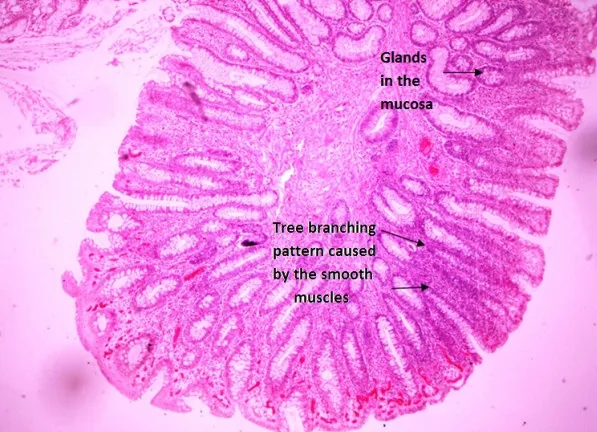 Glands
in the
mucosa
Tree branching
pattern caused
by the smooth
muscles